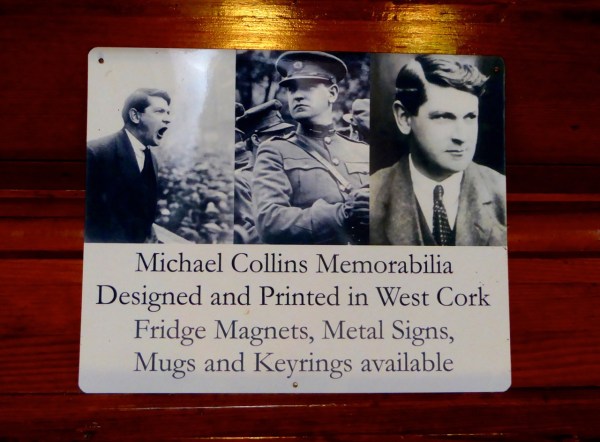 Michael Collins Memorabilia
Designed and Printed in West Cork
Fridge Magnets, Metal Signs,
Mugs and Keyrings available